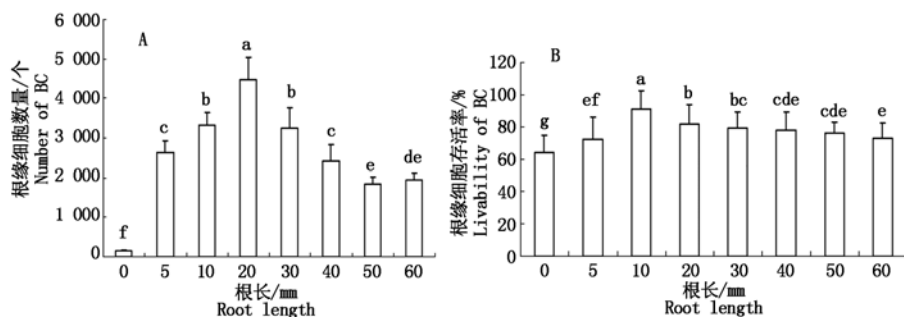 A
根缘细胞数量/个
Number of BC
6 000
5 000
4 000
3 000
2 000
1 000
0
f
c
b
a
b
c
e
de
0 5 10 20 30 40 50 60
根长/mm
Root length
B
根缘细胞存活率/%
Livability of BC
120
100
80
60
40
20
0
g
ef
a
b
bc
cde
cde
e
0 5 10 20 30 40 50 60
根长/mm
Root length